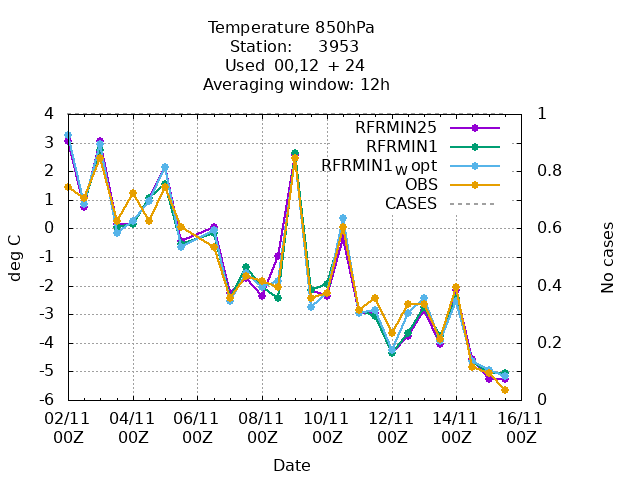 Temperature 850hPa
Station: 3953
Used 00,12 + 24
Averaging window: 12h
RFRMIN25
RFRMIN1
RFRMIN1w opt
OBS
CASES
4
3
2
1
0
-1
-2
-3
-4
-5
-6
deg C
1
0.8
0.6
0.4
0.2
0
No cases
02/11 04/11 06/11 08/11 10/11 12/11 14/11 16/11
00Z 00Z 00Z 00Z 00Z 00Z 00Z 00Z
Date